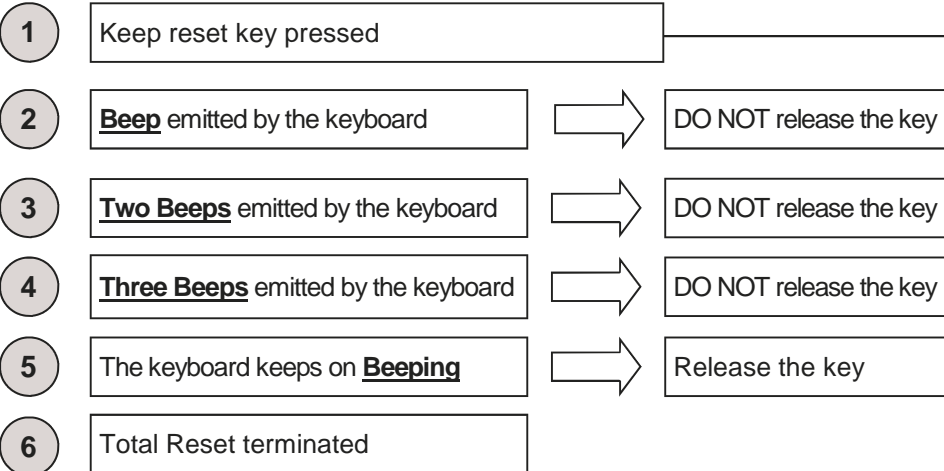 1 Keep reset key pressed
2 Beep emitted by the keyboard DO NOT release the key
3 Two Beeps emitted by the keyboard DO NOT release the key
4 Three Beeps emitted by the keyboard DO NOT release the key
5 The keyboard keeps on Beeping Release the key
6 Total Reset terminated